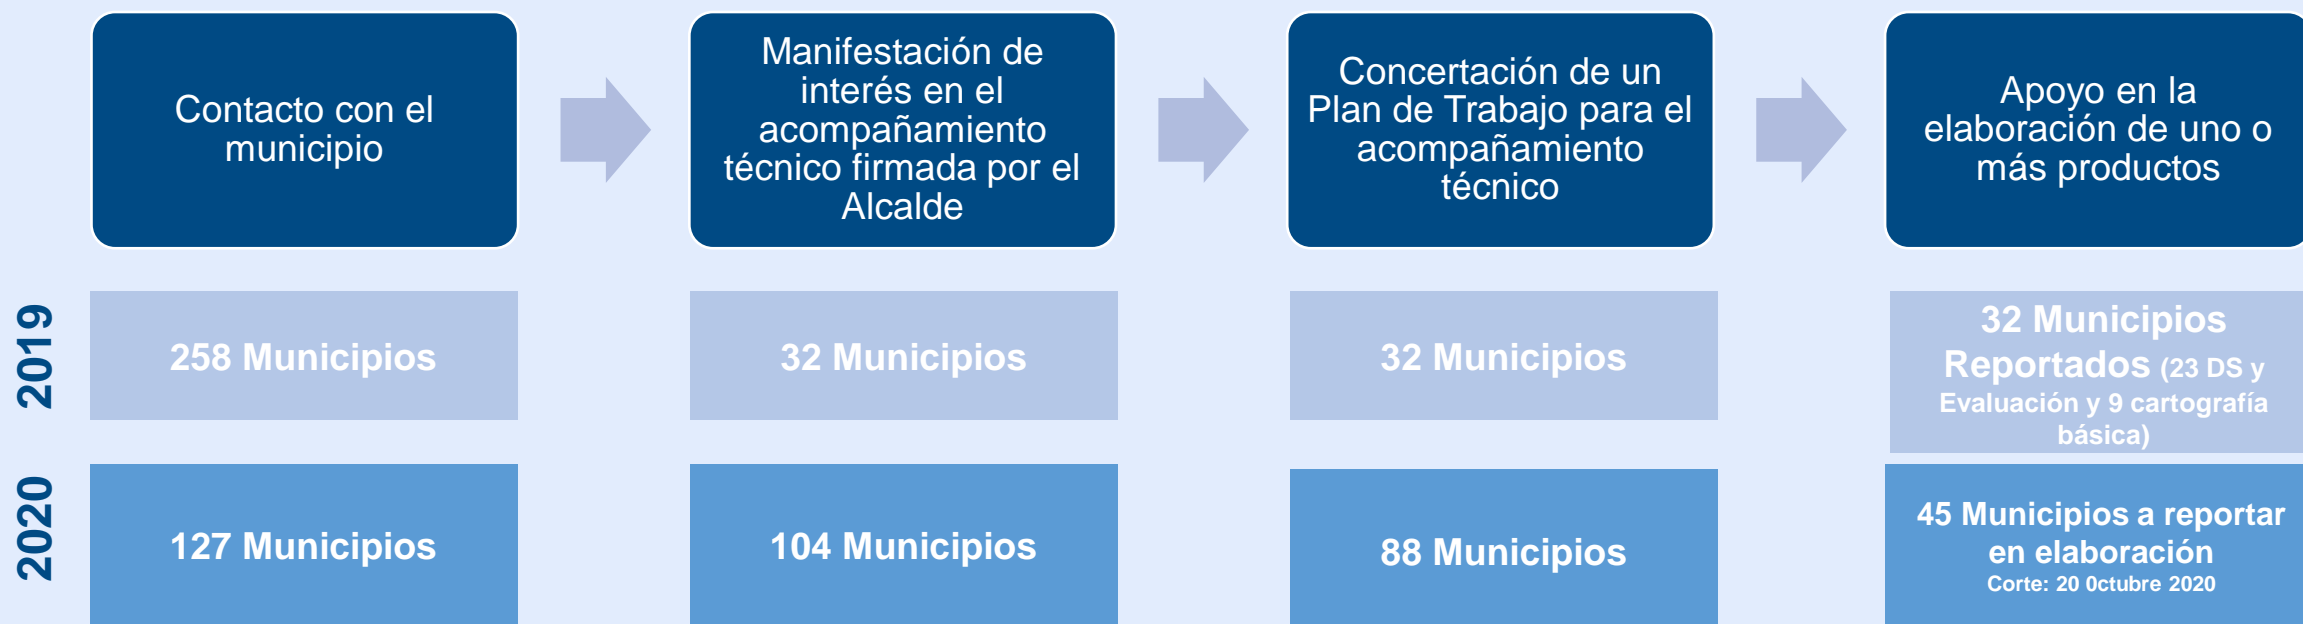 Contacto con el
municipio
Manifestación de
interés en el
acompañamiento
técnico firmada por el
Alcalde
Concertación de un
Plan de Trabajo para el
acompañamiento
técnico
Apoyo en la
elaboración de uno o
más productos
2019
258 Municipios
32 Municipios
32 Municipios
32 Municipios
Reportados (23 DS y
Evaluación y 9 cartografía
básica)
2020
127 Municipios
104 Municipios
88 Municipios
45 Municipios a reportar
en elaboración
Corte: 20 0ctubre 2020